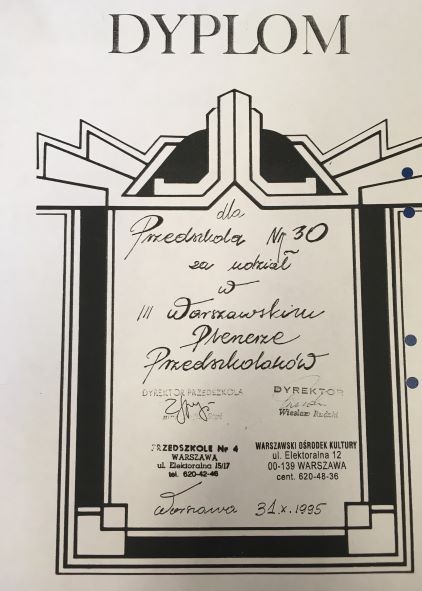 DYPLOM
dla
Przedszkola Nr 30
za udział
w
III Warszawskim
Plenerze
Przedszkolaków
DYREKTOR PRZEDSZKOLA
DYREKTOR
Wiesław Rudzki
PRZEDSZKOLE Nr 4
WARSZAWA
ul. Elektoralna 15/17
tel. 620-42-46
WARSZAWSKI OŚRODEK KULTURY
ul. Elektoralna 12
00-139 WARSZAWA
cent. 620-48-36
Warszawa 31.x.1995